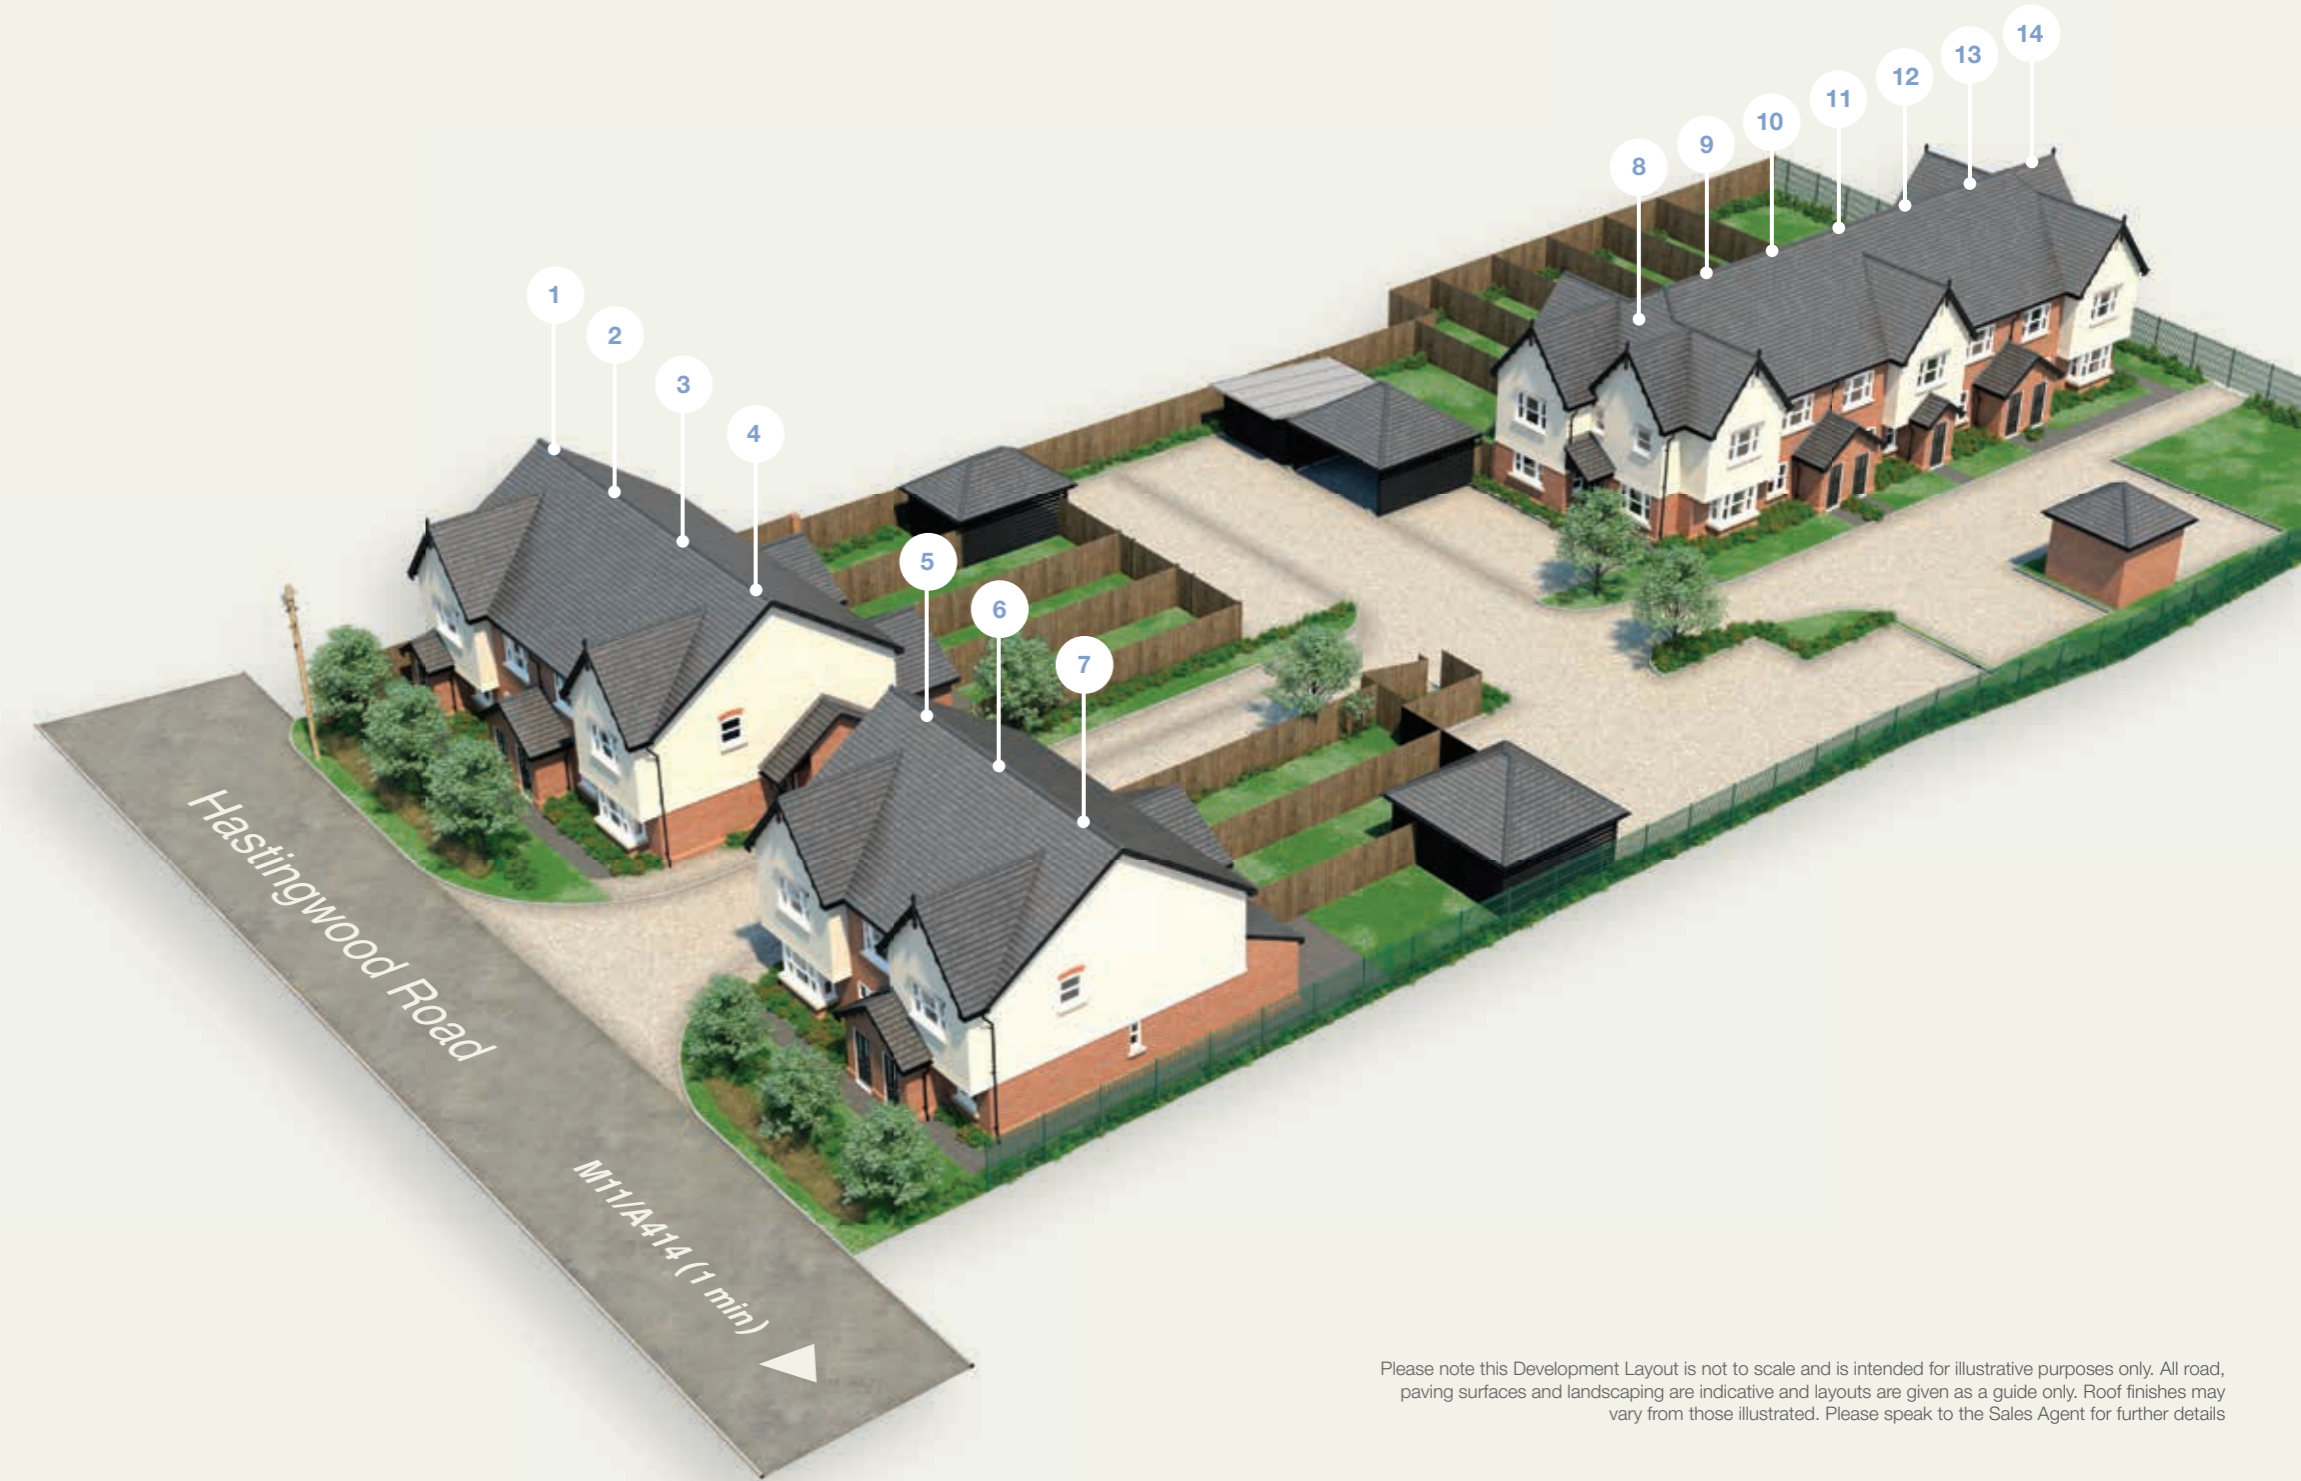 1
2
3
4
5
6
7
8
9
10
11
12
13
14
Hastingwood Road
M11/A414 (1 min)
Please note this Development Layout is not to scale and is intended for illustrative purposes only. All road,
paving surfaces and landscaping are indicative and layouts are given as a guide only. Roof finishes may
vary from those illustrated. Please speak to the Sales Agent for further details